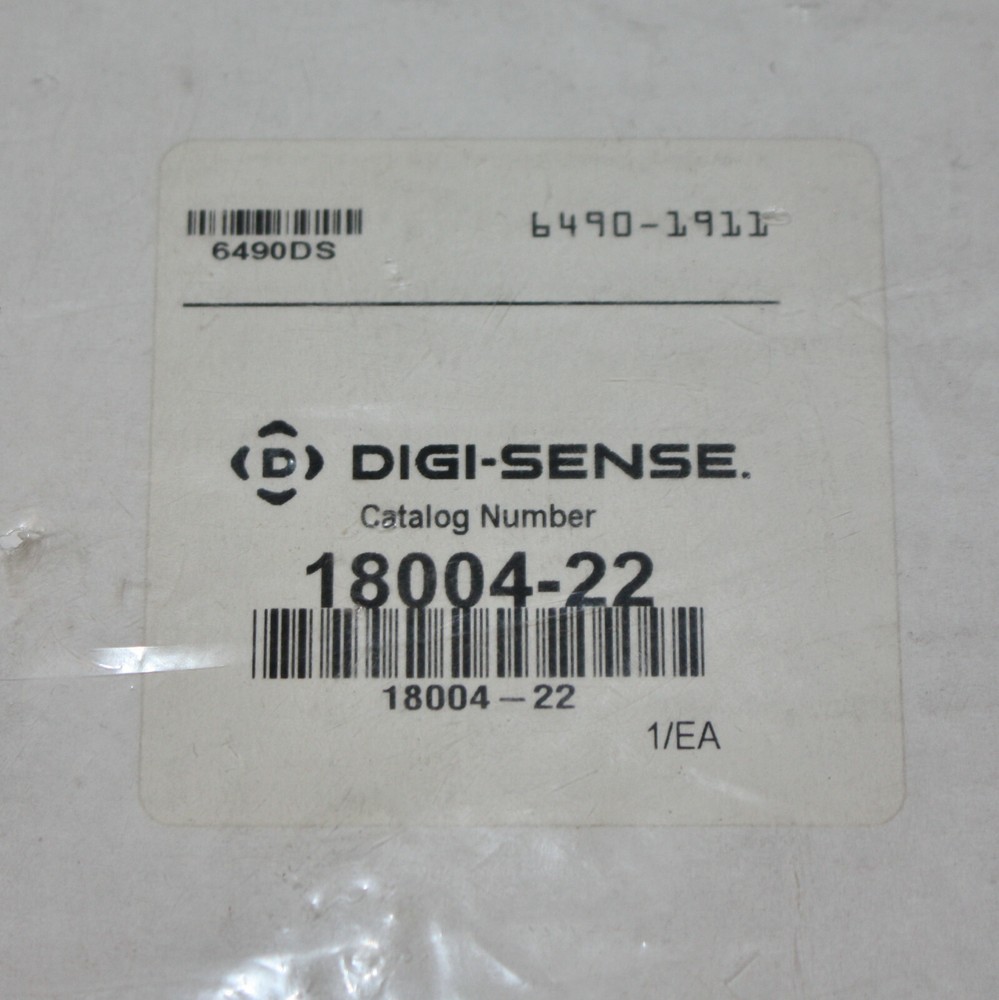 6490-1911
6490DS
D DIGI-SENSE.
Catalog Number
18004-22
18004-22
1/EA